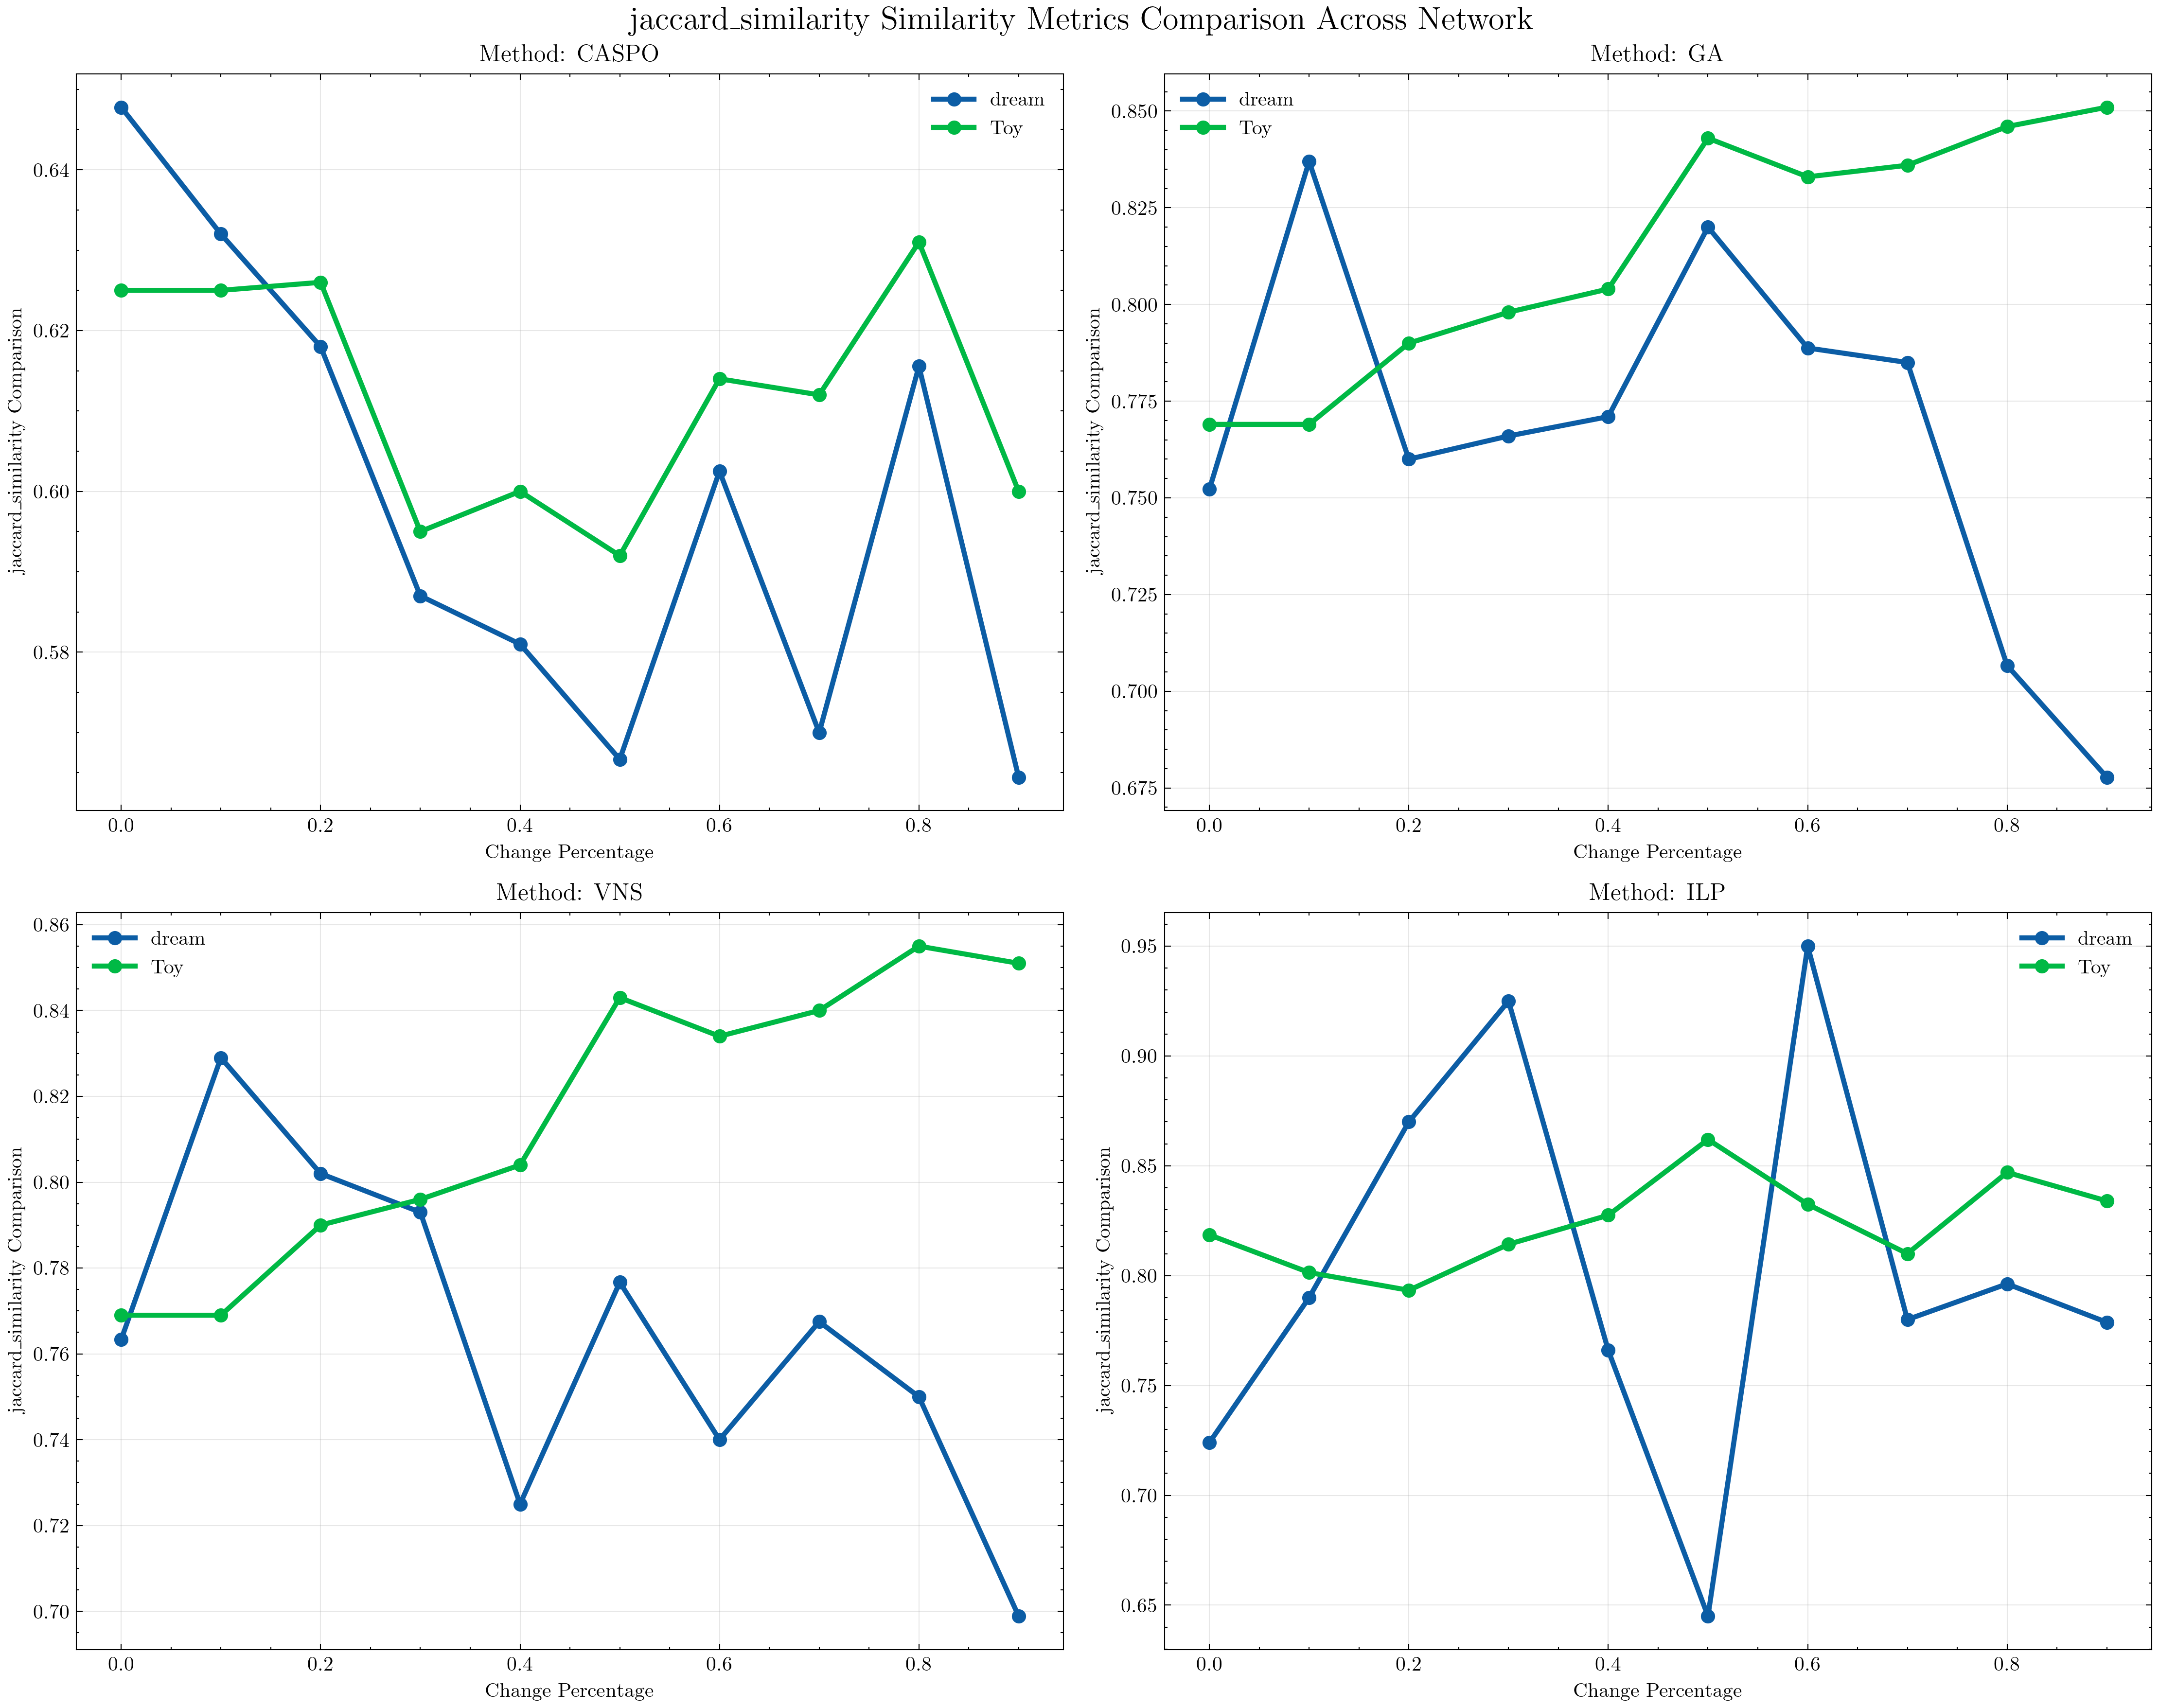 jaccard_similarity Similarity Metrics Comparison Across Network
Method: CASPO
jaccard_similarity Comparison
0.64
0.62
0.60
0.58
dream
Toy
0.0 0.2 0.4 0.6 0.8
Change Percentage
Method: GA
jaccard_similarity Comparison
0.850
0.825
0.800
0.775
0.750
0.725
0.700
0.675
dream
Toy
0.0 0.2 0.4 0.6 0.8
Change Percentage
Method: VNS
jaccard_similarity Comparison
0.86
0.84
0.82
0.80
0.78
0.76
0.74
0.72
0.70
dream
Toy
0.0 0.2 0.4 0.6 0.8
Change Percentage
Method: ILP
jaccard_similarity Comparison
0.95
0.90
0.85
0.80
0.75
0.70
0.65
dream
Toy
0.0 0.2 0.4 0.6 0.8
Change Percentage